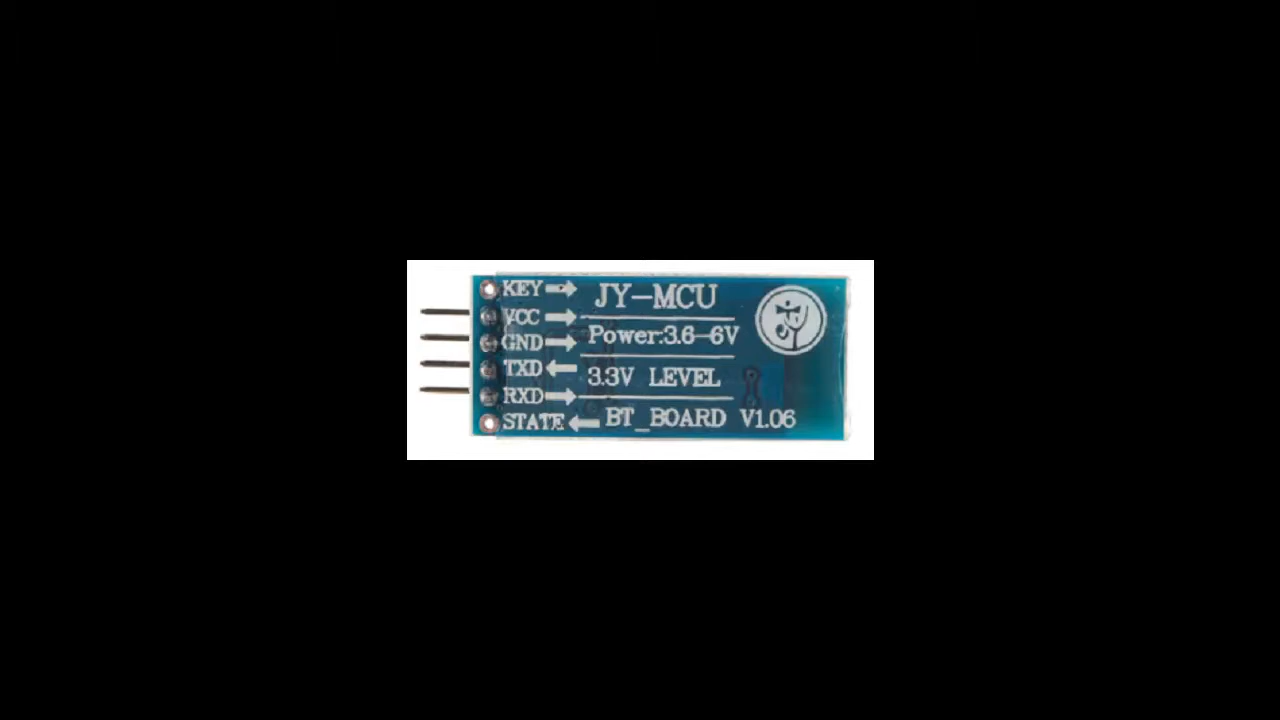 KEY
VCC
GND
TXD
RXD
STATE
JY-MCU
Power:3.6-6V
3.3V LEVEL
BT_BOARD V1.06